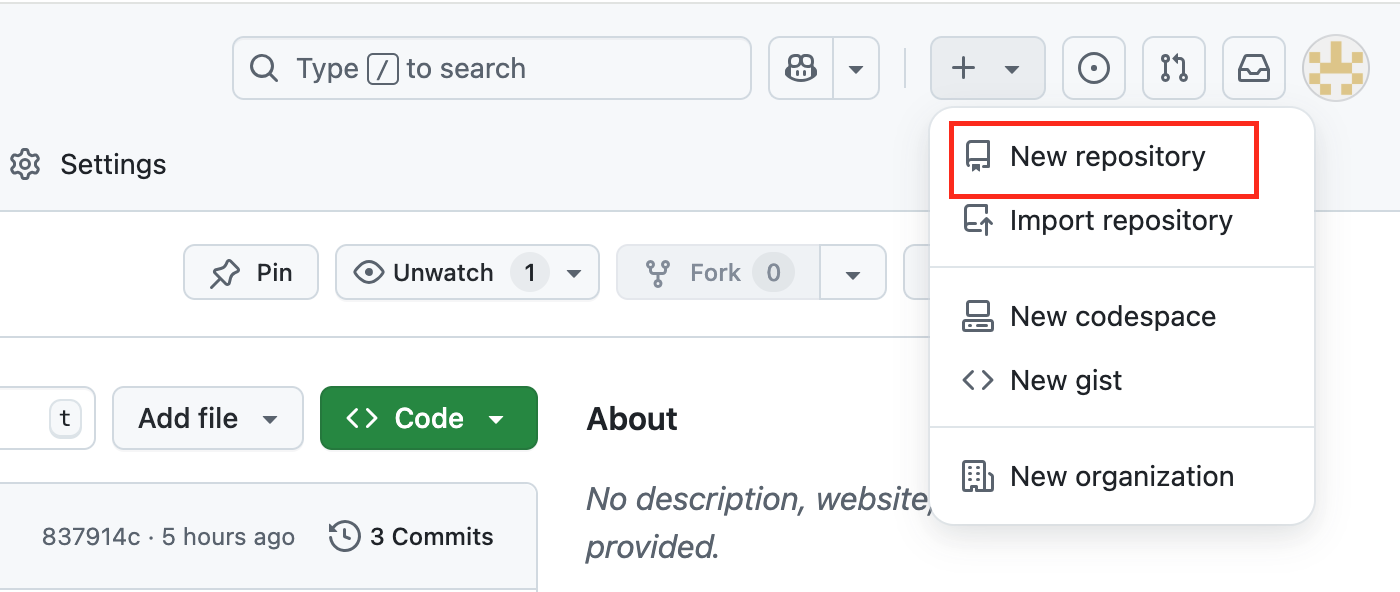 Type / to search
New repository
Settings
Import repository
Pin
Unwatch 1
Fork 0
New codespace
New gist
t
Add file
<> Code
About
New organization
No description, website,
provided.
837914c · 5 hours ago
3 Commits